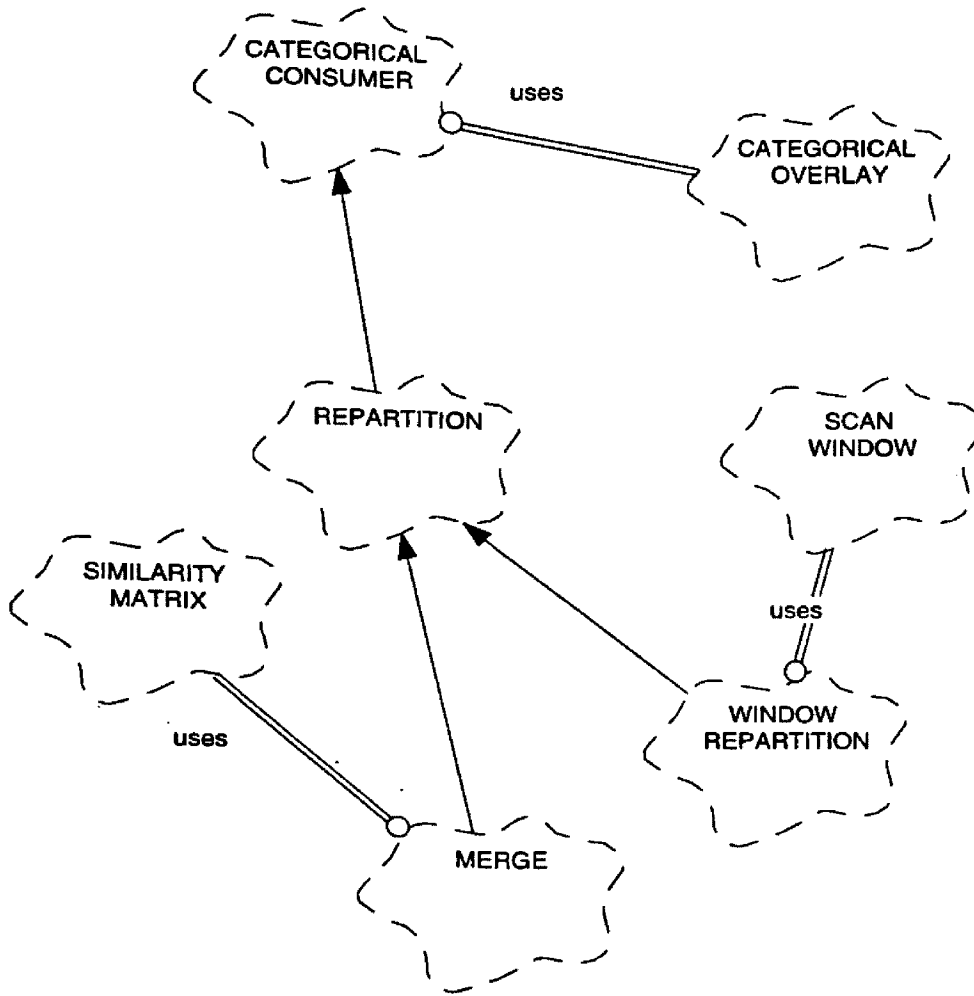 CATEGORICAL
CONSUMER
uses
CATEGORICAL
OVERLAY
REPARTITION
SCAN
WINDOW
SIMILARITY
MATRIX
uses
WINDOW
REPARTITION
uses
MERGE